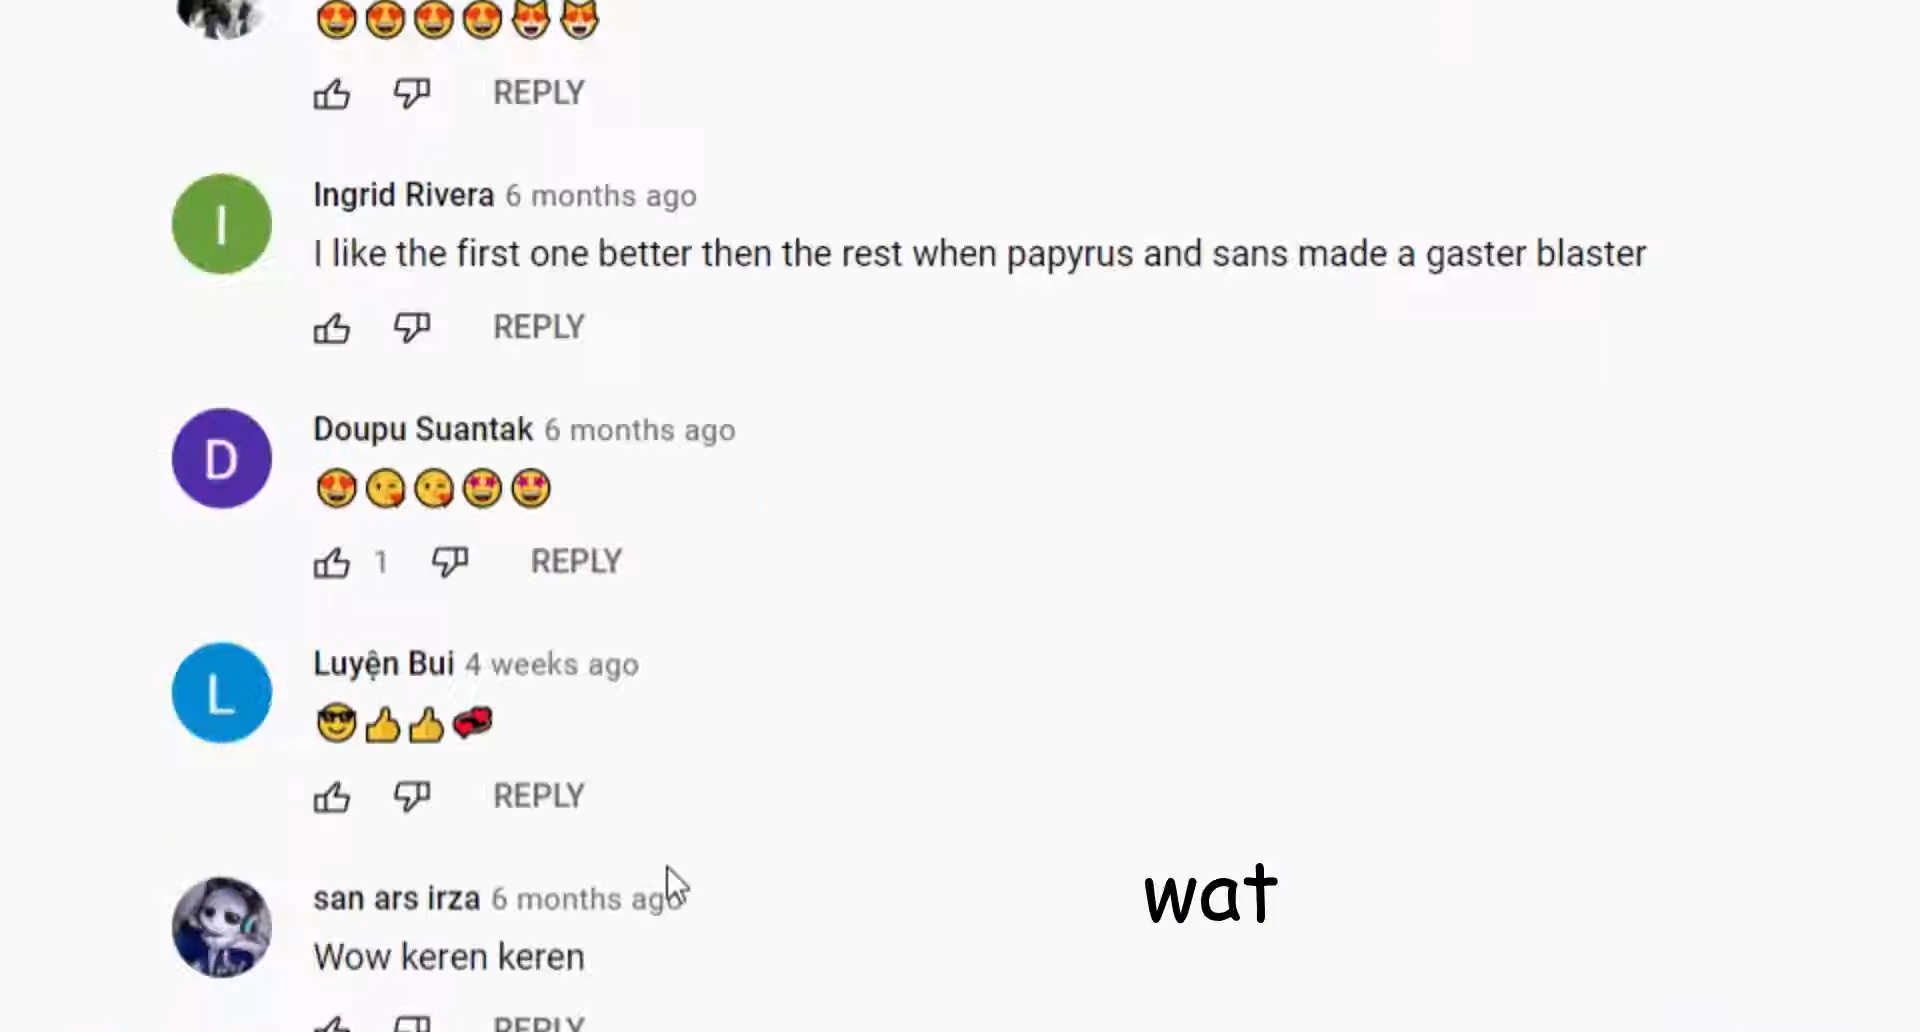 😍😍😍😍😻😻
REPLY
I
Ingrid Rivera 6 months ago
I like the first one better then the rest when papyrus and sans made a gaster blaster
REPLY
D
Doupu Suantak 6 months ago
😍😘😘🤩🤩
1 REPLY
L
Luyện Bui 4 weeks ago
😎👍👍💞
REPLY
san ars irza 6 months ago
wat
Wow keren keren
REPLY